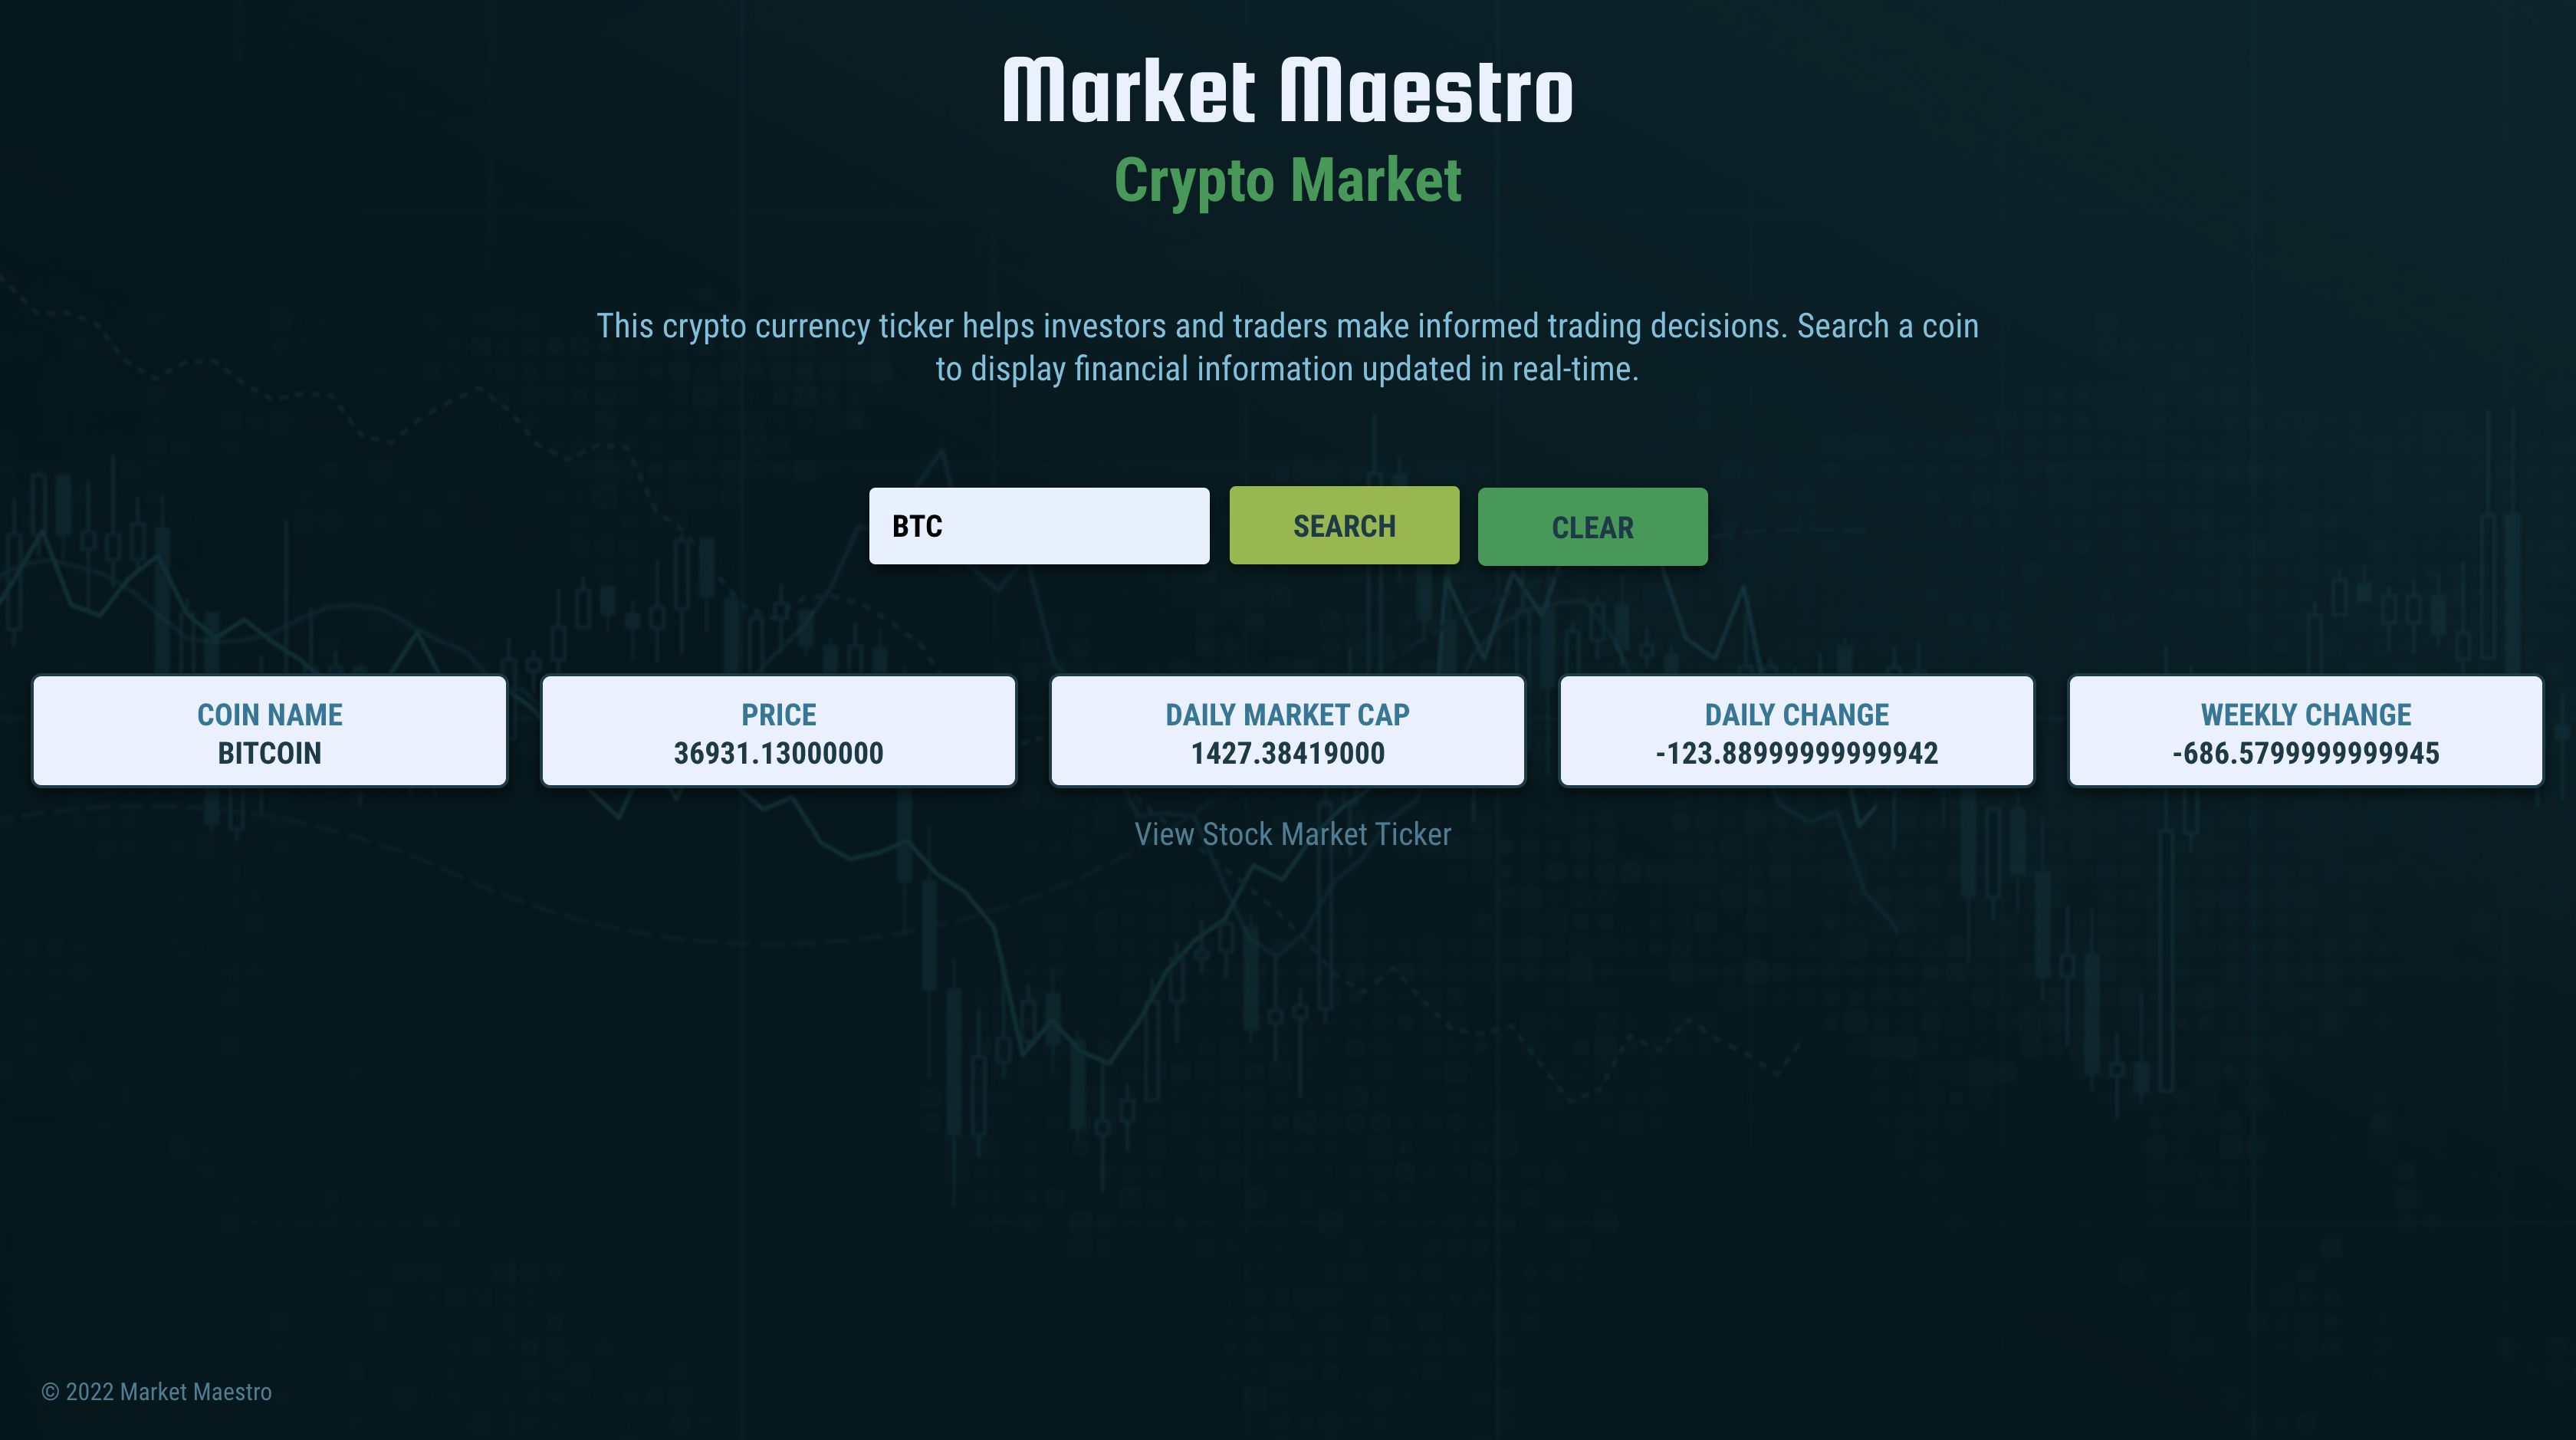 Market Maestro
Crypto Market
This crypto currency ticker helps investors and traders make informed trading decisions. Search a coin
to display financial information updated in real-time.
BTC SEARCH CLEAR
COIN NAME PRICE DAILY MARKET CAP DAILY CHANGE WEEKLY CHANGE
BITCOIN 36931.13000000 1427.38419000 -123.88999999999942 -686.5799999999945
View Stock Market Ticker
© 2022 Market Maestro